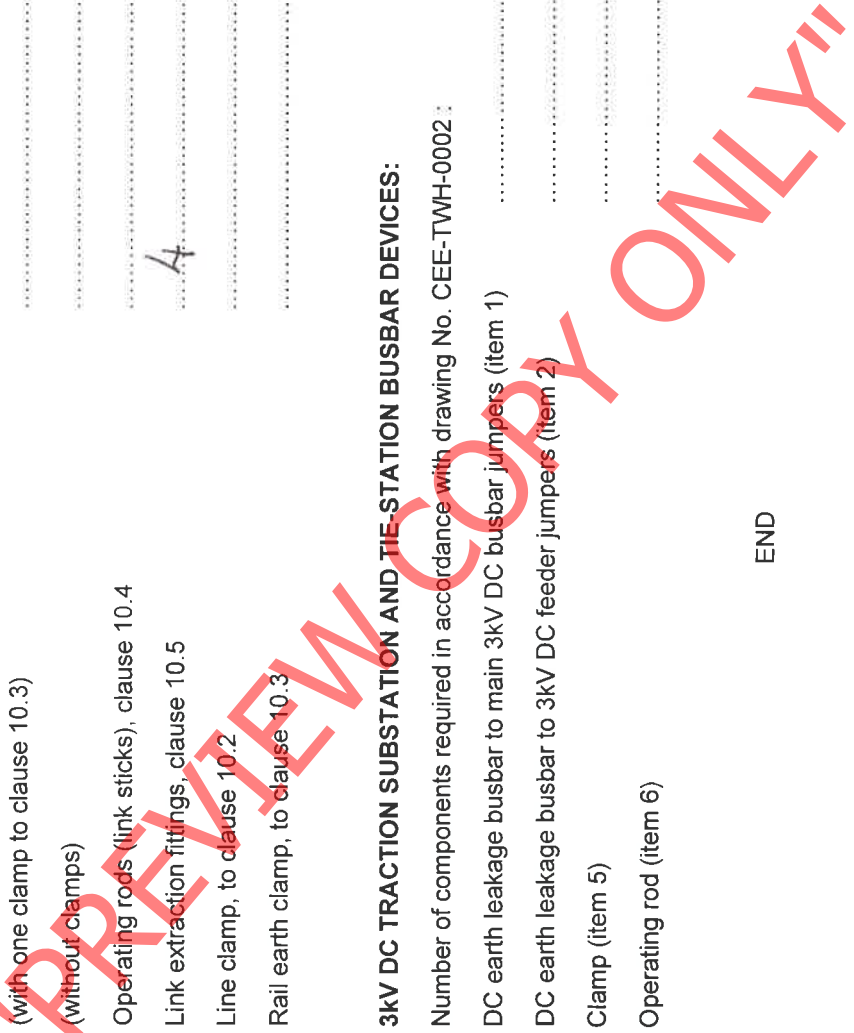 (with one clamp to clause 10.3) ........................................
(without clamps) ........................................
Operating rods (link sticks), clause 10.4 ........................................
Link extraction fittings, clause 10.5 ........4................................
Line clamp, to clause 10.2 ........................................
Rail earth clamp, to clause 10.3 ........................................
3kV DC TRACTION SUBSTATION AND TIE-STATION BUSBAR DEVICES:
Number of components required in accordance with drawing No. CEE-TWH-0002 :
DC earth leakage busbar to main 3kV DC busbar jumpers (item 1) ..........................
DC earth leakage busbar to 3kV DC feeder jumpers (item 2) ..........................
Clamp (item 5) ..........................
Operating rod (item 6) ..........................
END
"PREVIEW COPY ONLY"